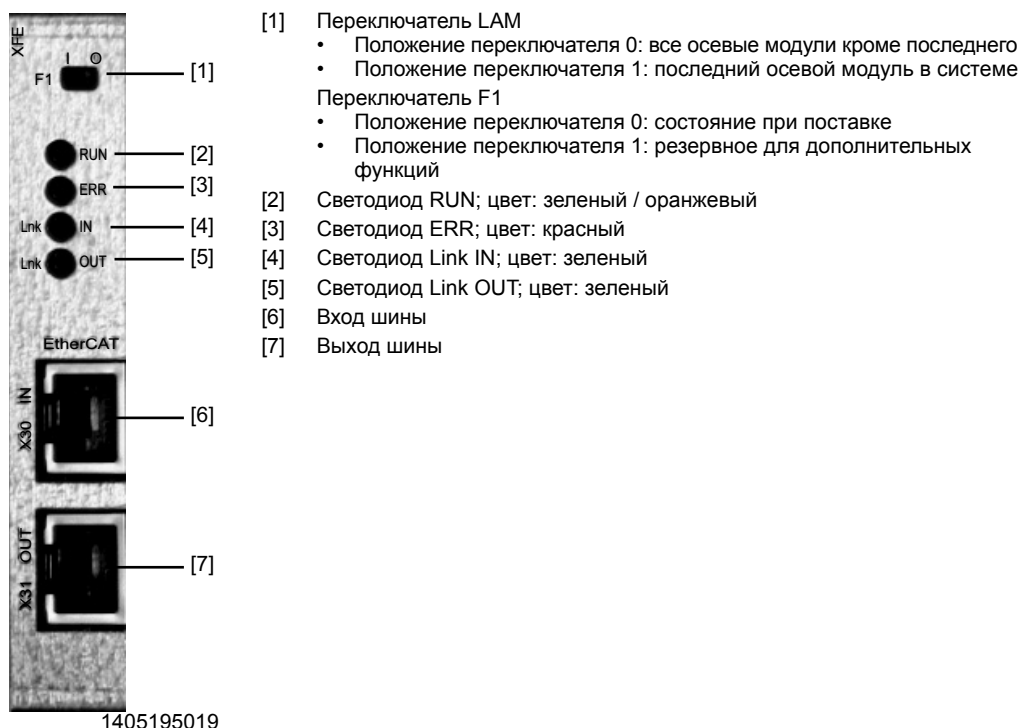 XFE
I O
F1
[1]
RUN
[2]
ERR
[3]
Lnk IN
[4]
Lnk OUT
[5]
EtherCAT
X30 IN
[6]
X31 OUT
[7]
1405195019
[1] Переключатель LAM
• Положение переключателя 0: все осевые модули кроме последнего
• Положение переключателя 1: последний осевой модуль в системе
Переключатель F1
• Положение переключателя 0: состояние при поставке
• Положение переключателя 1: резервное для дополнительных
функций
[2] Светодиод RUN; цвет: зеленый / оранжевый
[3] Светодиод ERR; цвет: красный
[4] Светодиод Link IN; цвет: зеленый
[5] Светодиод Link OUT; цвет: зеленый
[6] Вход шины
[7] Выход шины